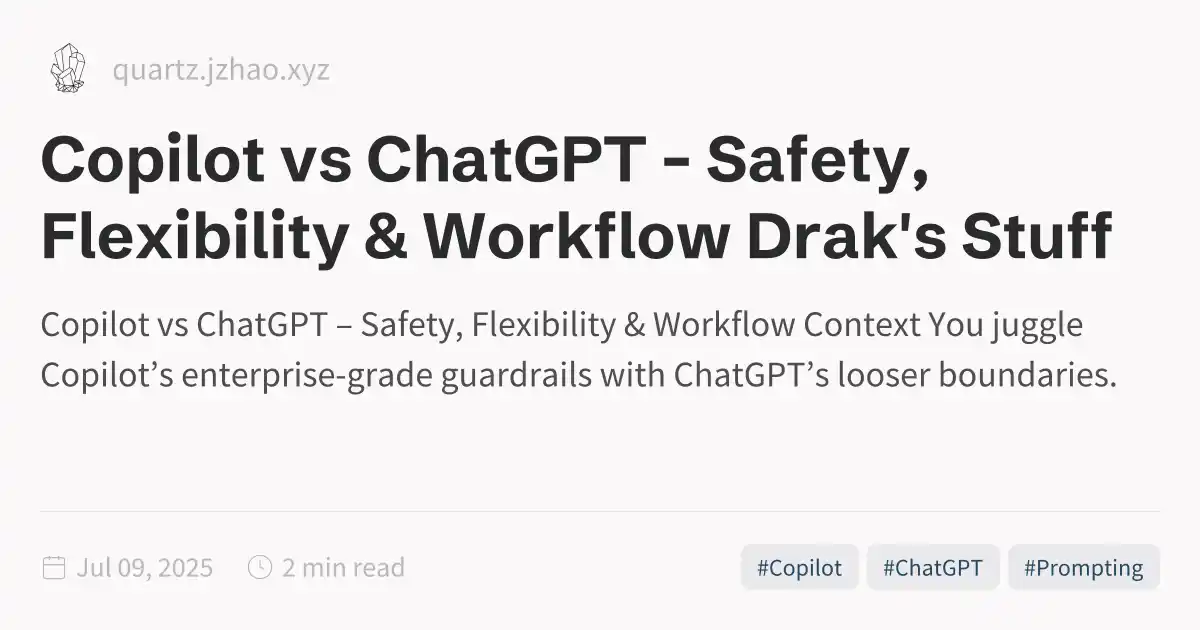 quartz.jzhao.xyz
Copilot vs ChatGPT – Safety,
Flexibility & Workflow Drak's Stuff
Copilot vs ChatGPT – Safety, Flexibility & Workflow Context You juggle
Copilot’s enterprise-grade guardrails with ChatGPT’s looser boundaries.
Jul 09, 2025 2 min read #Copilot #ChatGPT #Prompting